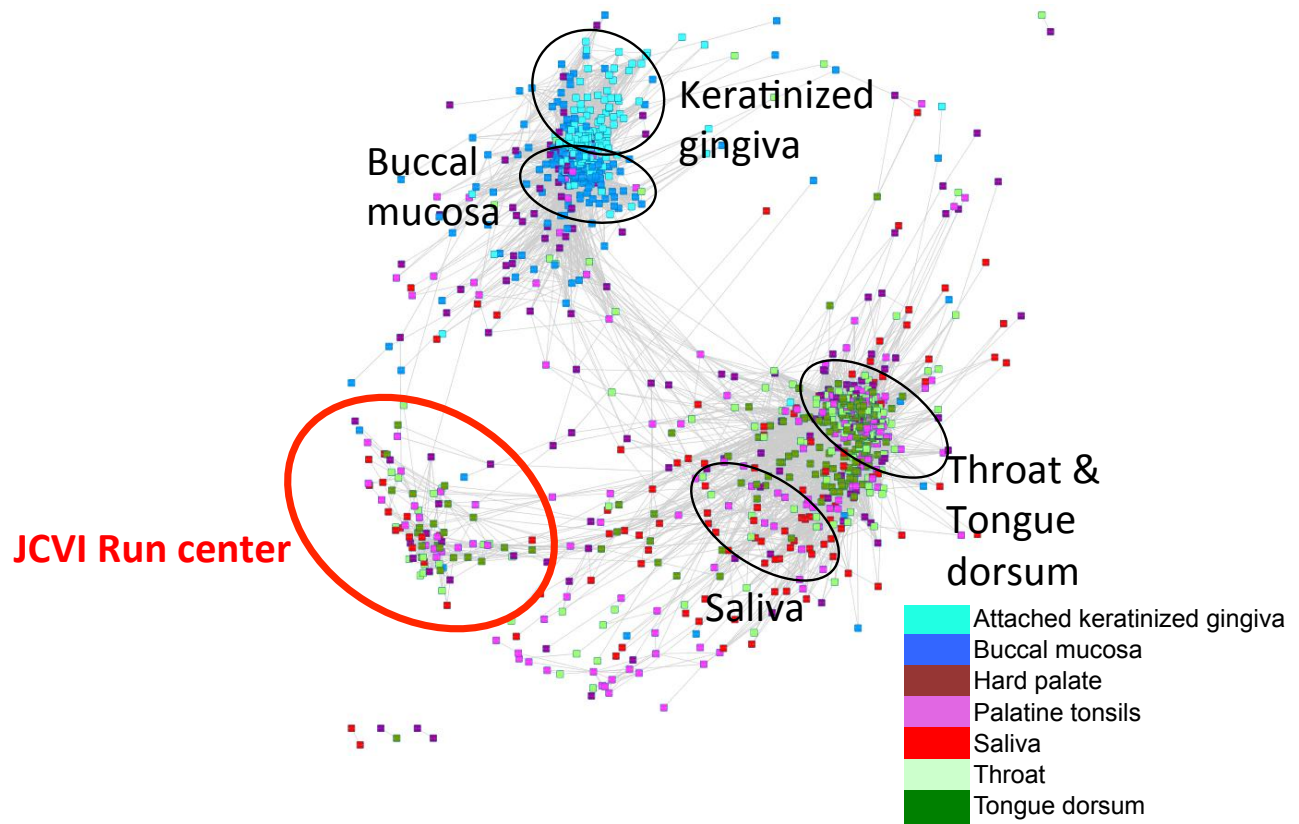 Keratinized
gingiva
Buccal
mucosa
Throat &
Tongue
dorsum
JCVI Run center
Saliva
Attached keratinized gingiva
Buccal mucosa
Hard palate
Palatine tonsils
Saliva
Throat
Tongue dorsum